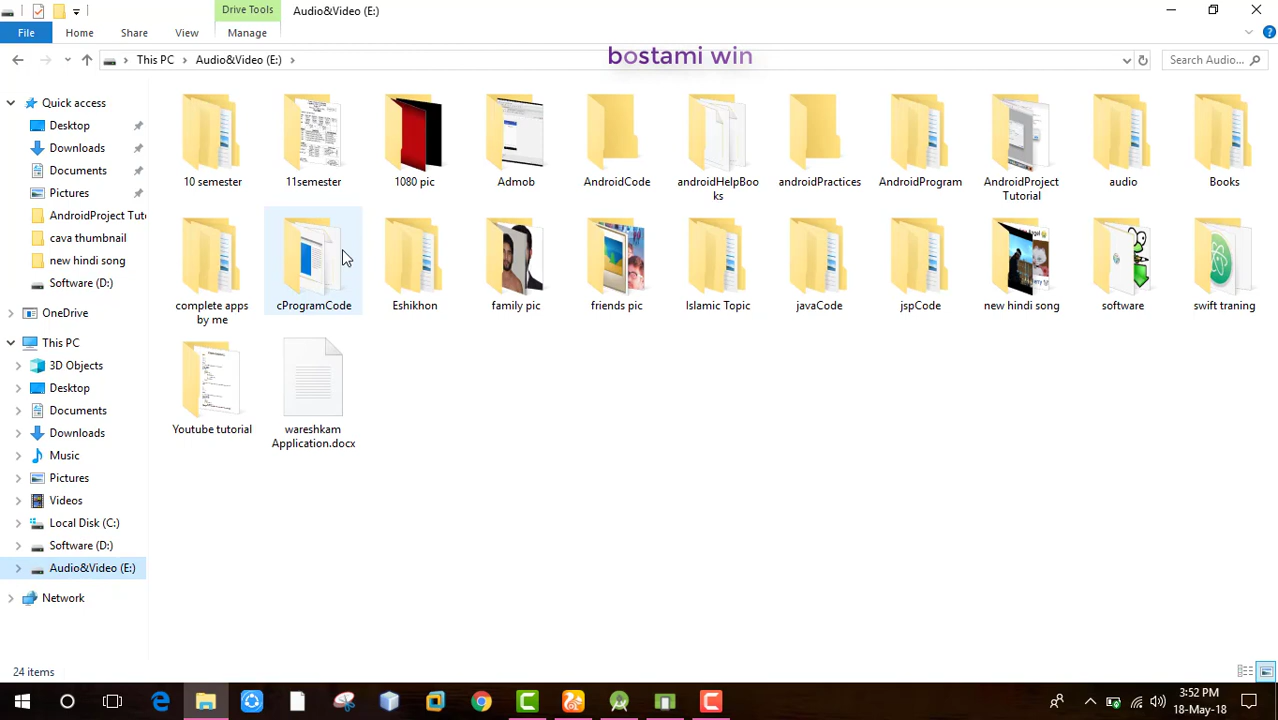 Drive Tools
Audio&Video (E:)
File
Home
Share
View
Manage
This PC
Audio&Video (E:)
bostami win
Search Audio...
Quick access
Desktop
Downloads
Documents
Pictures
AndroidProject Tut
cava thumbnail
new hindi song
Software (D:)
OneDrive
This PC
3D Objects
Desktop
Documents
Downloads
Music
Pictures
Videos
Local Disk (C:)
Software (D:)
Audio&Video (E:)
Network
10 semester
11semester
1080 pic
Admob
AndroidCode
androidHelpBoo
ks
androidPractices
AndroidProgram
AndroidProject
Tutorial
audio
Books
complete apps
by me
cProgramCode
Eshikhon
family pic
friends pic
Islamic Topic
javaCode
jspCode
new hindi song
software
swift traning
Youtube tutorial
wareshkam
Application.docx
24 items
3:52 PM
18-May-18